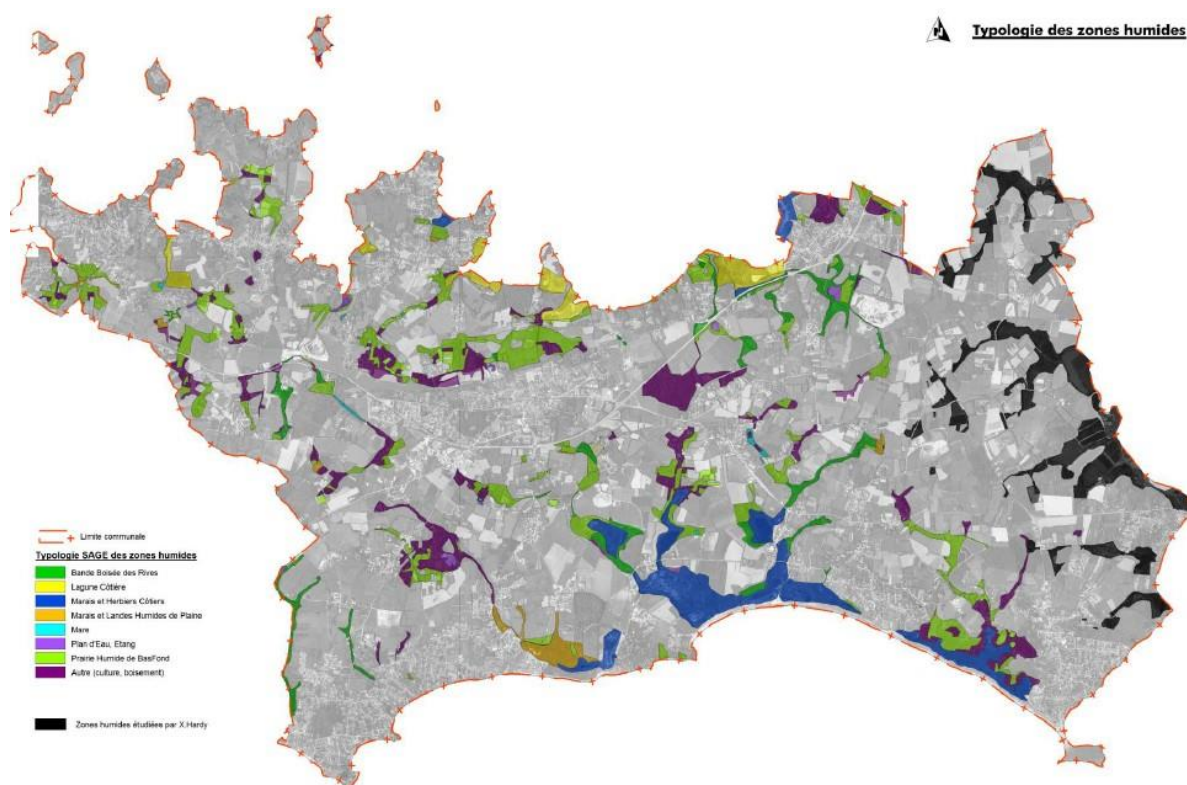 Typologie des zones humides
Limite communale
Typologie SAGE des zones humides
Bande Boisée des Rives
Lagune Côtière
Marais et Herbiers Côtiers
Marais et Landes Humides de Plaine
Mare
Plan d'Eau, Etang
Prairie Humide de BasFond
Autre (culture, boisement)
Zones humides étudiées par X.Hardy